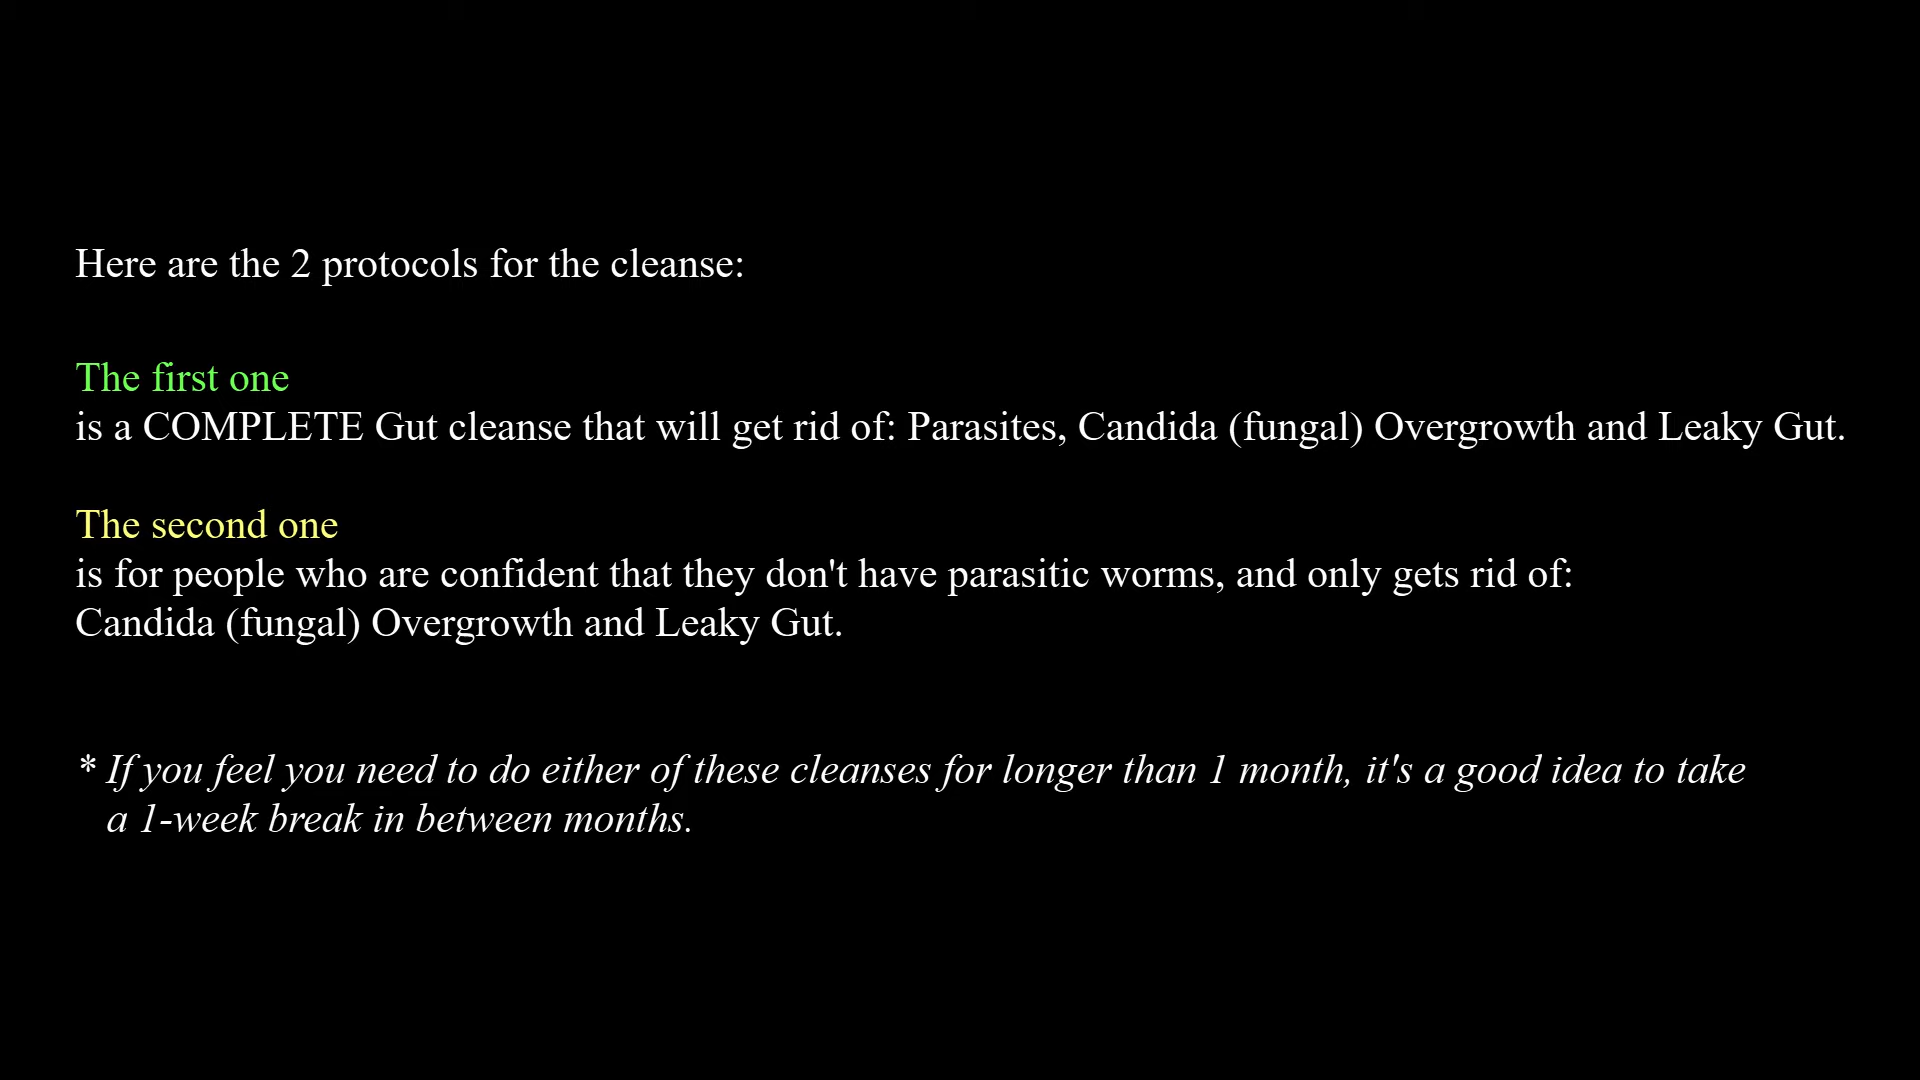 Here are the 2 protocols for the cleanse:
The first one
is a COMPLETE Gut cleanse that will get rid of: Parasites, Candida (fungal) Overgrowth and Leaky Gut.
The second one
is for people who are confident that they don't have parasitic worms, and only gets rid of:
Candida (fungal) Overgrowth and Leaky Gut.
* If you feel you need to do either of these cleanses for longer than 1 month, it's a good idea to take
a 1-week break in between months.